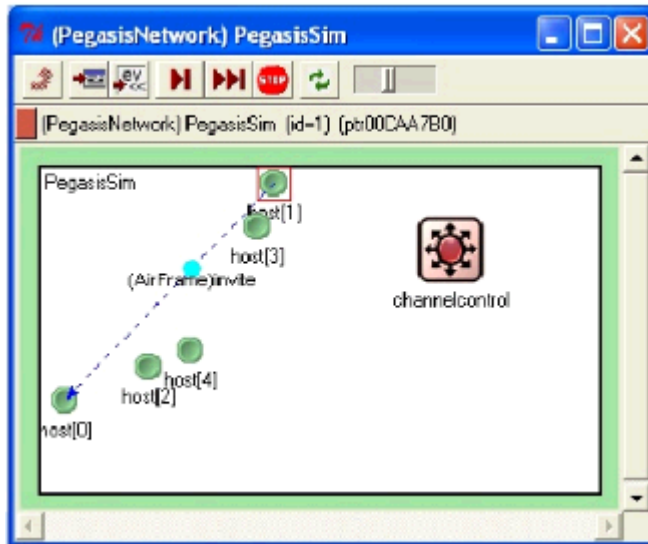 (PegasisNetwork) PegasisSim
STOP
(PegasisNetwork) PegasisSim (id=1) (ptr00CAA7B0)
PegasisSim
host[1]
host[3]
(AirFrame)invite
channelcontrol
host[4]
host[2]
host[0]